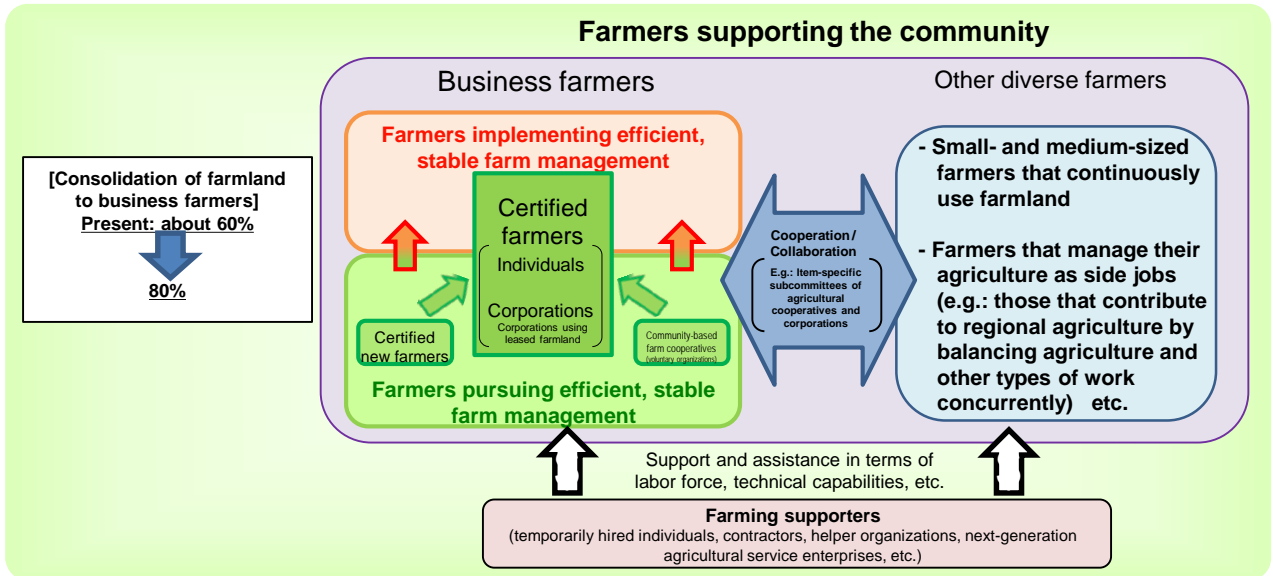 Farmers supporting the community
Business farmers
Other diverse farmers
[Consolidation of farmland
to business farmers]
Present: about 60%
80%
Farmers implementing efficient,
stable farm management
Certified
farmers
Individuals
Corporations
Corporations using
leased farmland
Certified
new farmers
Community-based
farm cooperatives
(voluntary organizations)
Farmers pursuing efficient, stable
farm management
Cooperation /
Collaboration
E.g.: Item-specific
subcommittees of
agricultural
cooperatives and
corporations
- Small- and medium-sized
farmers that continuously
use farmland
- Farmers that manage their
agriculture as side jobs
(e.g.: those that contribute
to regional agriculture by
balancing agriculture and
other types of work
concurrently) etc.
Support and assistance in terms of
labor force, technical capabilities, etc.
Farming supporters
(temporarily hired individuals, contractors, helper organizations, next-generation
agricultural service enterprises, etc.)